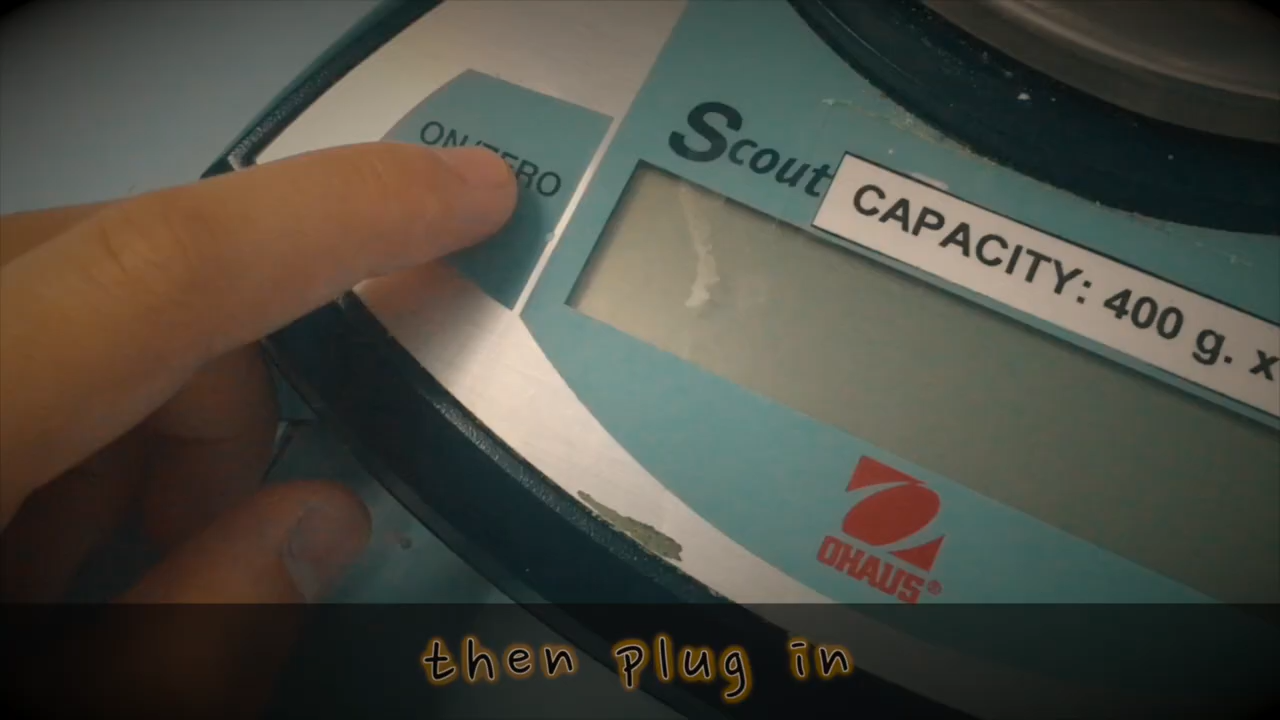 ON/ZERO
Scout
CAPACITY: 400 g. x
OHAUS®
then plug in